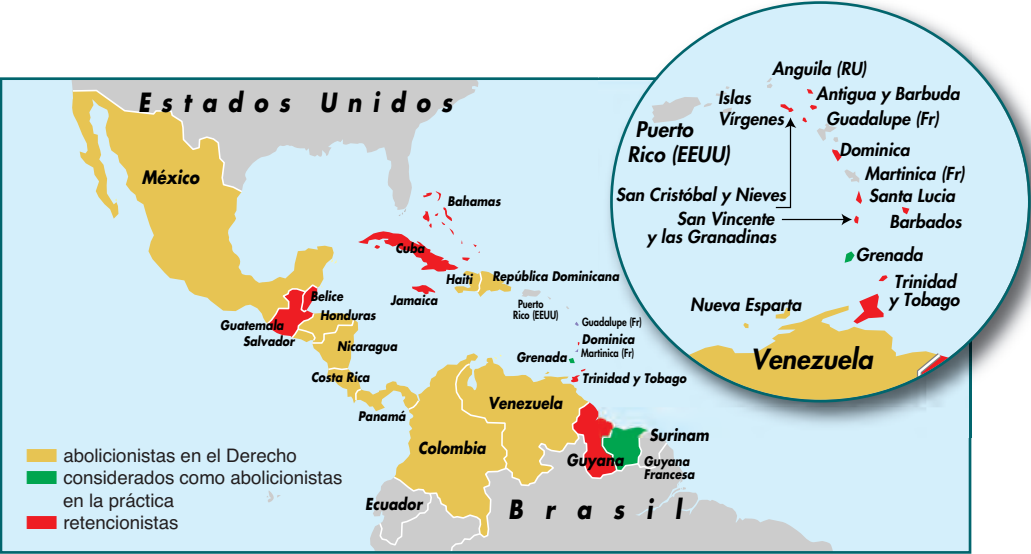 Estados Unidos
México
Bahamas
Cuba
Haiti
República Dominicana
Jamaica
Belice
Honduras
Guatemala
Salvador
Nicaragua
Costa Rica
Panamá
Puerto
Rico (EEUU)
Guadalupe (Fr)
Dominica
Martinica (Fr)
Grenada
Trinidad y Tobago
Venezuela
Colombia
Guyana
Surinam
Guyana
Francesa
Ecuador
Brasil
abolicionistas en el Derecho
considerados como abolicionistas
en la práctica
retencionistas
Anguila (RU)
Islas
Vírgenes
Antigua y Barbuda
Guadalupe (Fr)
Puerto
Rico (EEUU)
Dominica
Martinica (Fr)
San Cristóbal y Nieves
Santa Lucia
San Vincente
y las Granadinas
Barbados
Grenada
Trinidad
y Tobago
Nueva Esparta
Venezuela